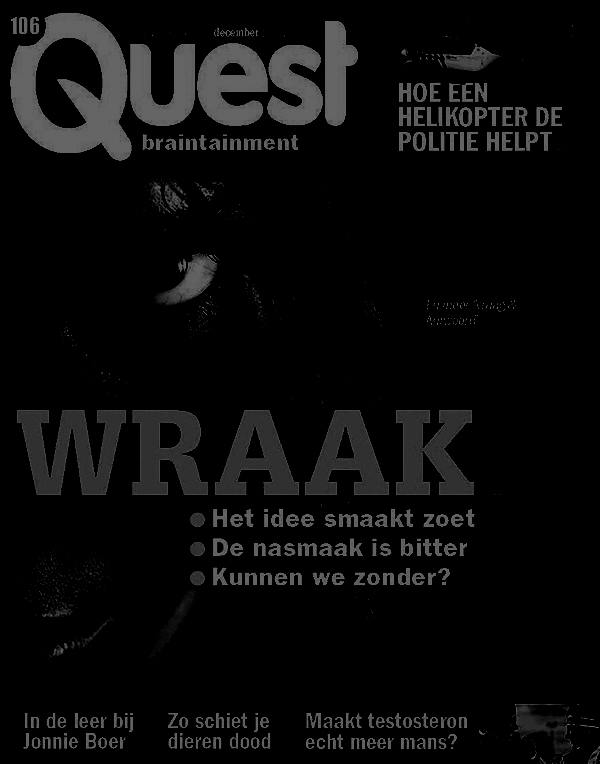 106
Quest
december
braintainment
HOE EEN
HELIKOPTER DE
POLITIE HELPT
WRAAK
Het idee smaakt zoet
De nasmaak is bitter
Kunnen we zonder?
In de leer bij
Jonnie Boer
Zo schiet je
dieren dood
Maakt testosteron
echt meer mans?